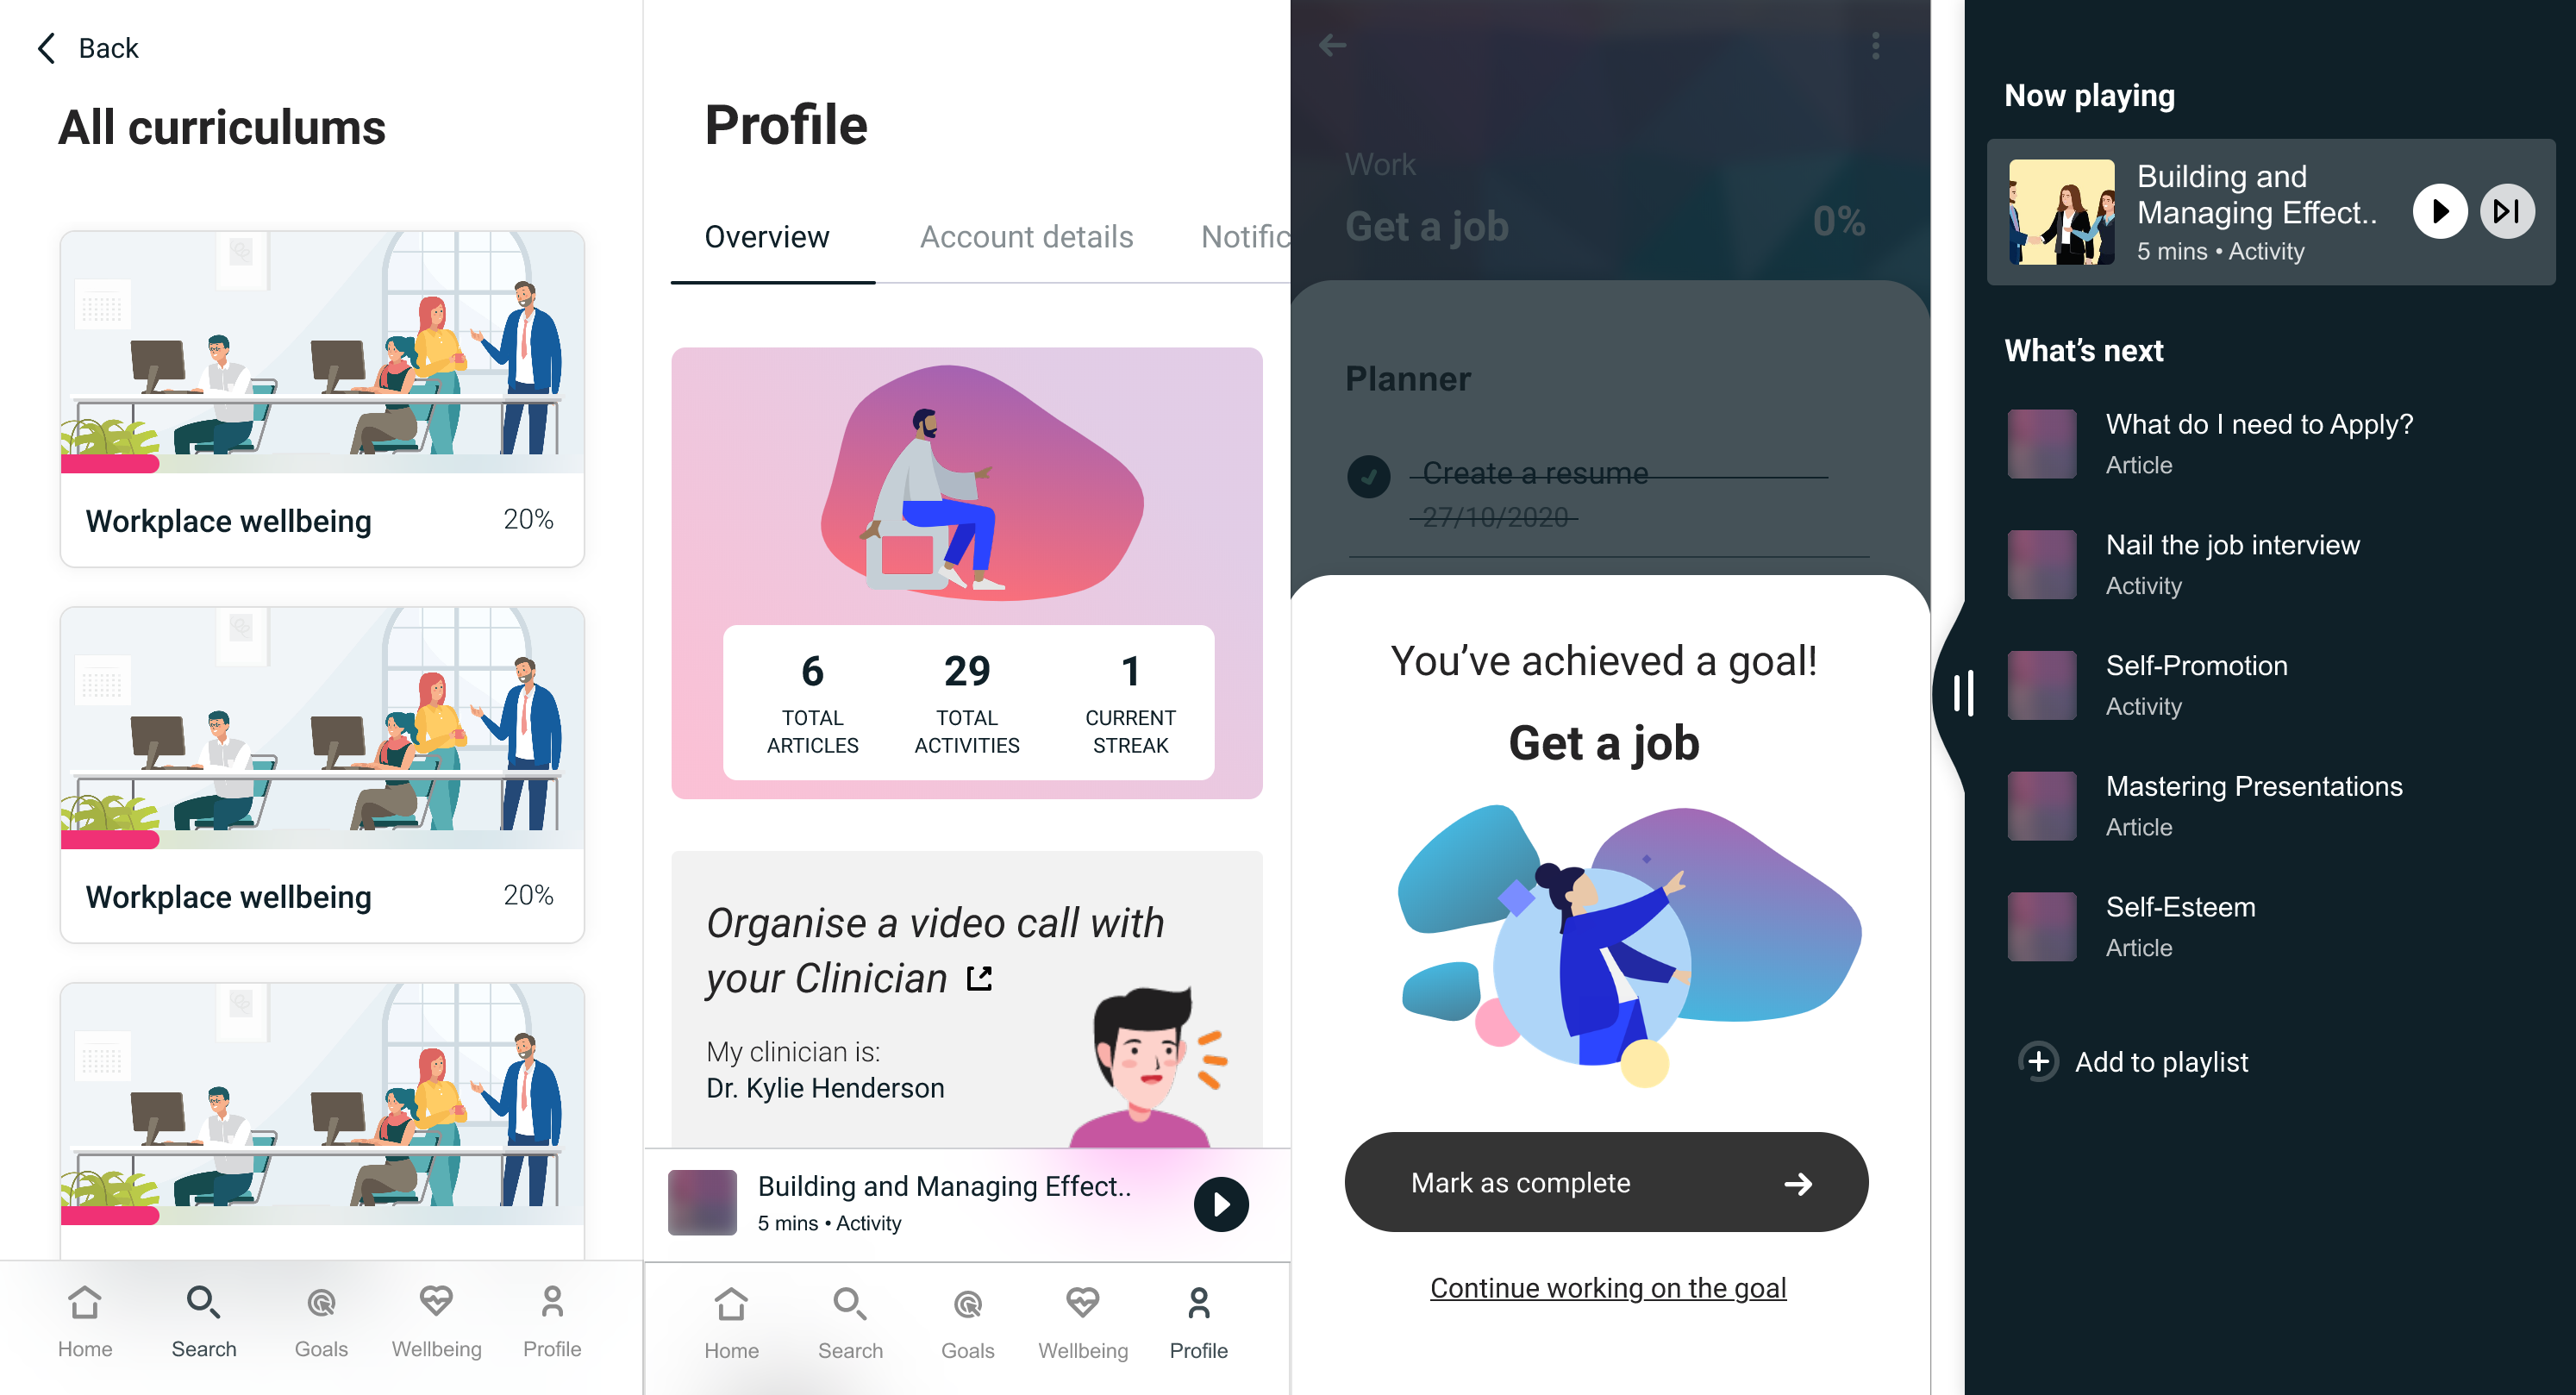 Back
All curriculums
Workplace wellbeing
20%
Workplace wellbeing
20%
Home
Search
Goals
Wellbeing
Profile
Profile
Overview
Account details
Notific
6
TOTAL
ARTICLES
29
TOTAL
ACTIVITIES
1
CURRENT
STREAK
Organise a video call with
your Clinician
My clinician is:
Dr. Kylie Henderson
Building and Managing Effect..
5 mins • Activity
Home
Search
Goals
Wellbeing
Profile
Work
Get a job
0%
Planner
Create a resume
27/10/2020
You’ve achieved a goal!
Get a job
Mark as complete
Continue working on the goal
Now playing
Building and
Managing Effect..
5 mins • Activity
What’s next
What do I need to Apply?
Article
Nail the job interview
Activity
Self-Promotion
Activity
Mastering Presentations
Article
Self-Esteem
Article
Add to playlist